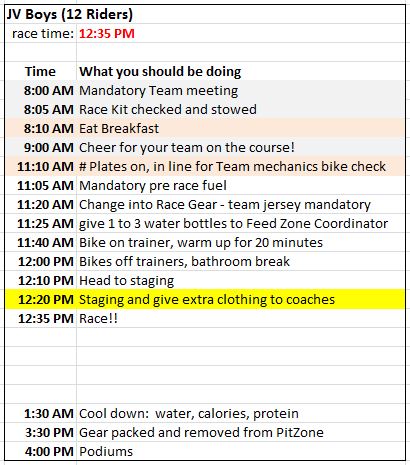 JV Boys (12 Riders)
race time: 12:35 PM
Time What you should be doing
8:00 AM Mandatory Team meeting
8:05 AM Race Kit checked and stowed
8:10 AM Eat Breakfast
9:00 AM Cheer for your team on the course!
11:10 AM # Plates on, in line for Team mechanics bike check
11:05 AM Mandatory pre race fuel
11:20 AM Change into Race Gear - team jersey mandatory
11:25 AM give 1 to 3 water bottles to Feed Zone Coordinator
11:40 AM Bike on trainer, warm up for 20 minutes
12:00 PM Bikes off trainers, bathroom break
12:10 PM Head to staging
12:20 PM Staging and give extra clothing to coaches
12:35 PM Race!!
1:30 AM Cool down: water, calories, protein
3:30 PM Gear packed and removed from PitZone
4:00 PM Podiums